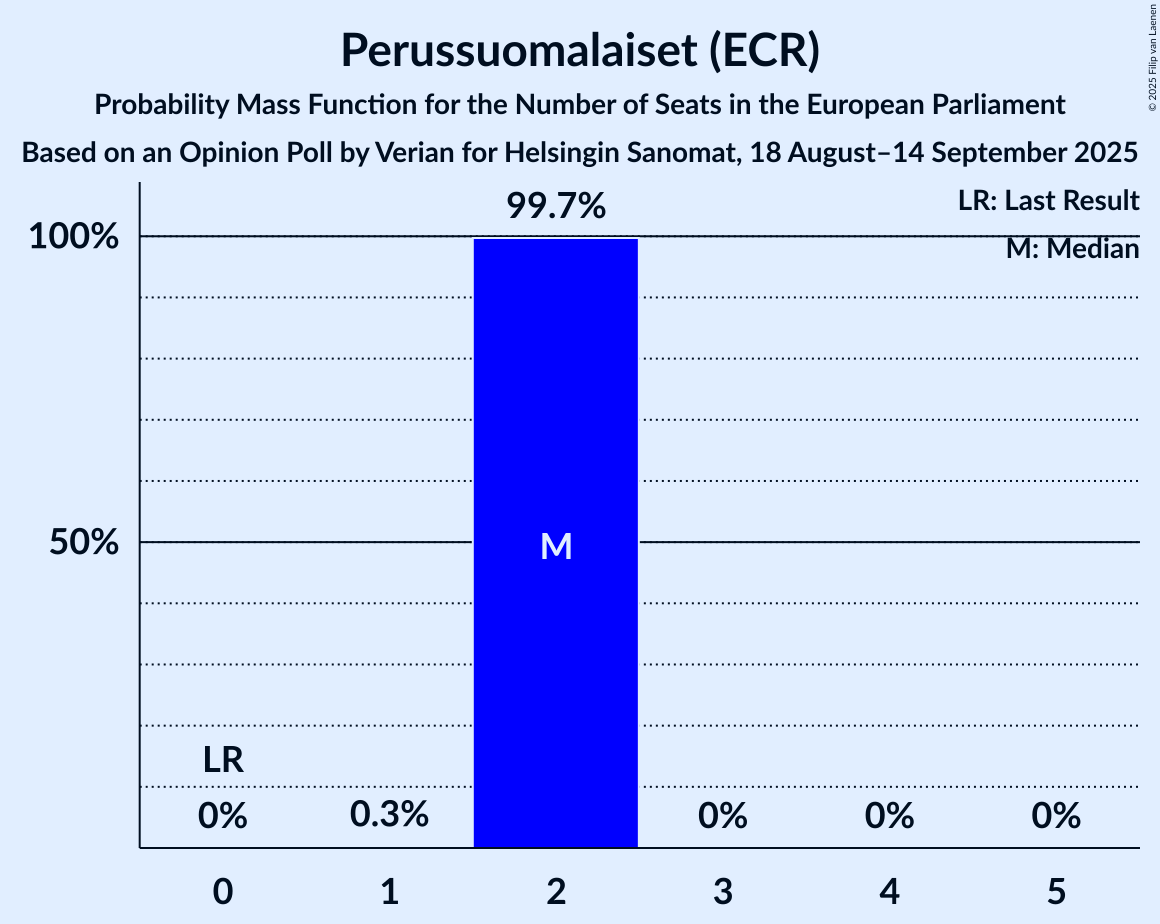 Perussuomalaiset (ECR)
Probability Mass Function for the Number of Seats in the European Parliament
Based on an Opinion Poll by Verian for Helsingin Sanomat, 18 August–14 September 2025
© 2025 Filip van Laenen
LR: Last Result
M: Median
99.7%
100%
50%
M
LR
0%
0.3%
0%
0%
0%
0
1
2
3
4
5